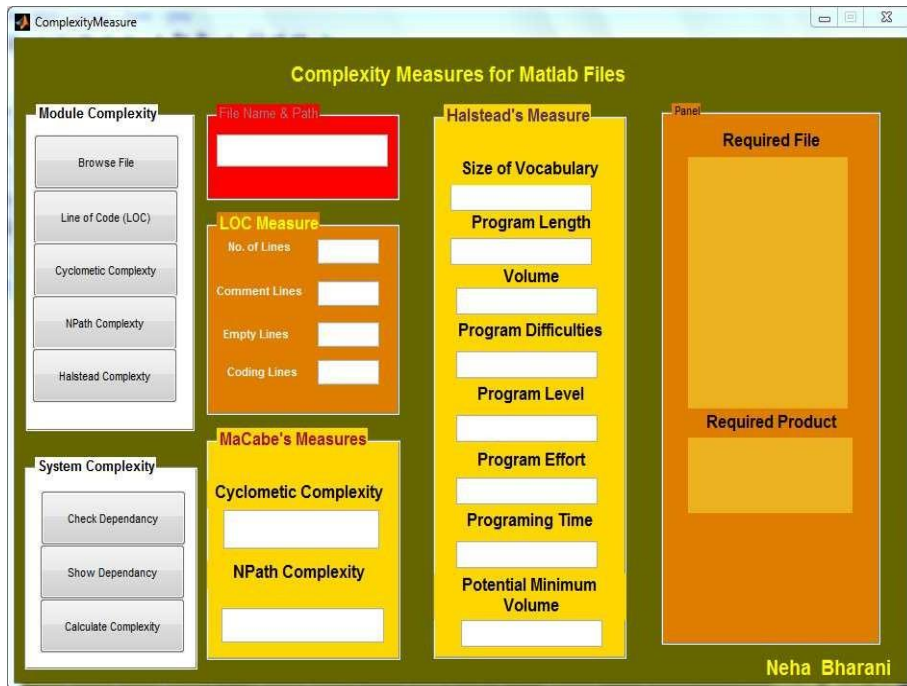 ComplexityMeasure
Complexity Measures for Matlab Files
Module Complexity
Browse File
Line of Code (LOC)
Cyclometic Complexty
NPath Complexty
Halstead Complexty
System Complexity
Check Dependancy
Show Dependancy
Calculate Complexity
File Name & Path
LOC Measure
No. of Lines
Comment Lines
Empty Lines
Coding Lines
MaCabe's Measures
Cyclometic Complexity
NPath Complexity
Halstead's Measure
Size of Vocabulary
Program Length
Volume
Program Difficulties
Program Level
Program Effort
Programing Time
Potential Minimum
Volume
Panel
Required File
Required Product
Neha Bharani